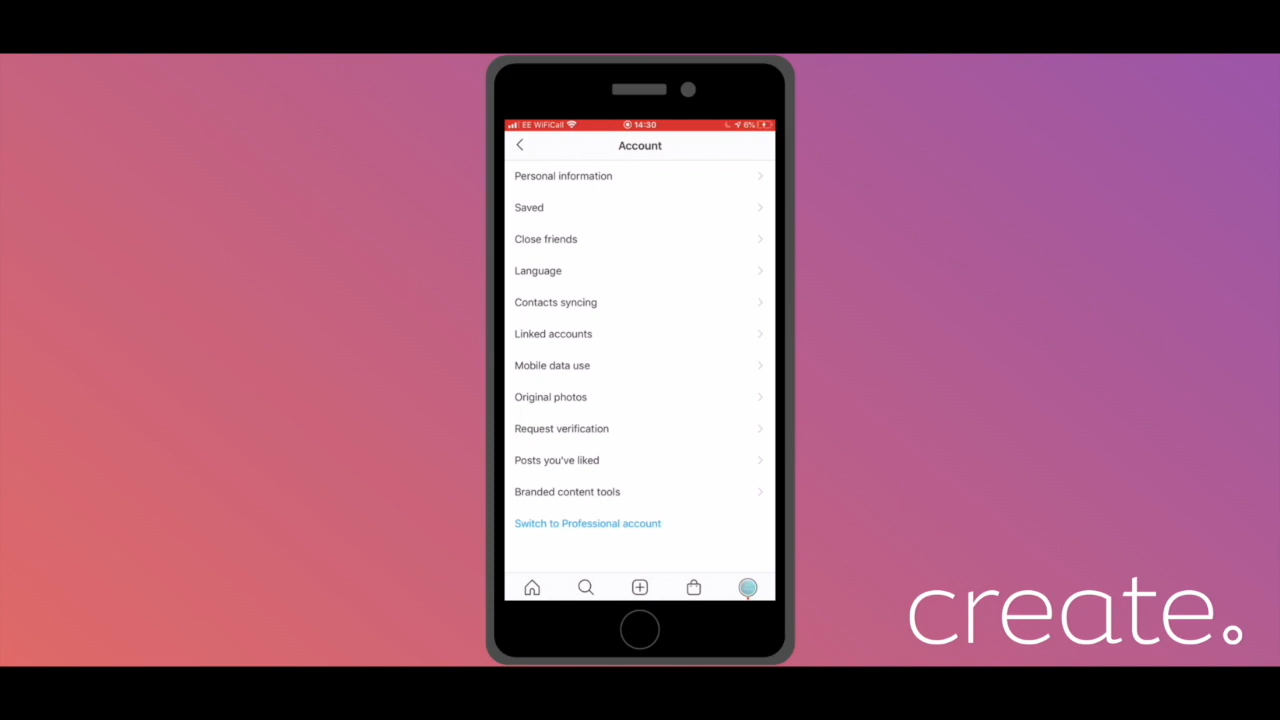 EE WiFiCall 14:30 6%
Account
Personal information
Saved
Close friends
Language
Contacts syncing
Linked accounts
Mobile data use
Original photos
Request verification
Posts you've liked
Branded content tools
Switch to Professional account
create.